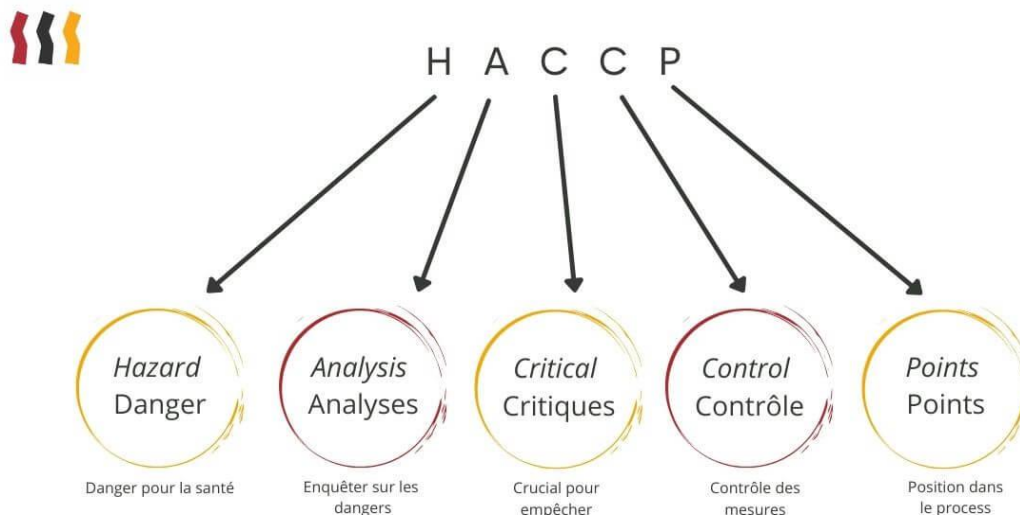 H A C C P
Hazard
Danger
Analysis
Analyses
Critical
Critiques
Control
Contrôle
Points
Points
Danger pour la santé
Enquêter sur les
dangers
Crucial pour
empêcher
Contrôle des
mesures
Position dans
le process